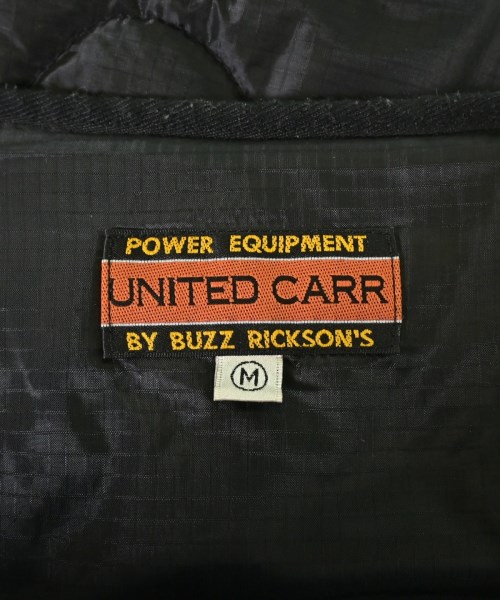 POWER EQUIPMENT
UNITED CARR
BY BUZZ RICKSON'S
M